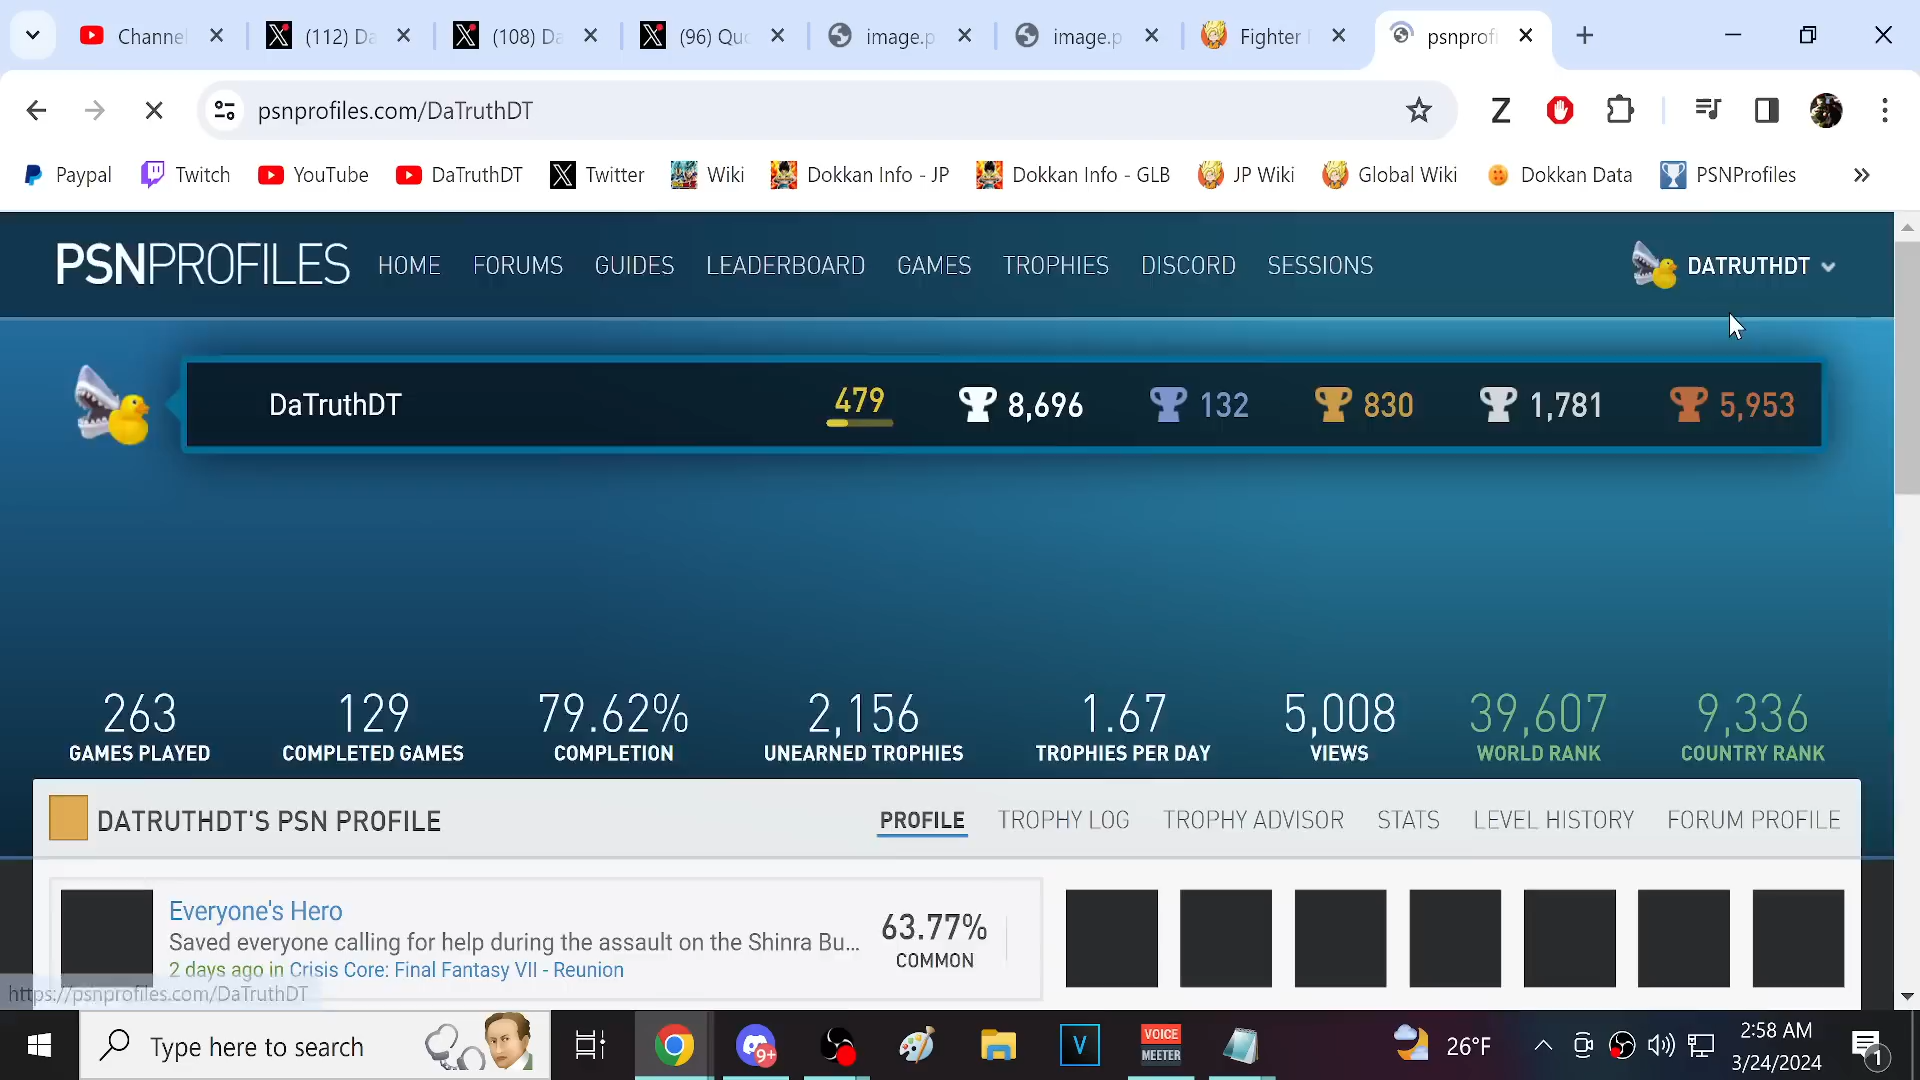 Channe (112) Da (108) Da (96) Quo image.p image.p Fighter psnprofi
psnprofiles.com/DaTruthDT
Paypal Twitch YouTube DaTruthDT Twitter Wiki Dokkan Info - JP Dokkan Info - GLB JP Wiki Global Wiki Dokkan Data PSNProfiles »
PSNPROFILES HOME FORUMS GUIDES LEADERBOARD GAMES TROPHIES DISCORD SESSIONS DATRUTHDT
DaTruthDT 479 8,696 132 830 1,781 5,953
263 129 79.62% 2,156 1.67 5,008 39,607 9,336
GAMES PLAYED COMPLETED GAMES COMPLETION UNEARNED TROPHIES TROPHIES PER DAY VIEWS WORLD RANK COUNTRY RANK
DATRUTHDT'S PSN PROFILE PROFILE TROPHY LOG TROPHY ADVISOR STATS LEVEL HISTORY FORUM PROFILE
Everyone's Hero
Saved everyone calling for help during the assault on the Shinra Bu...
63.77%
COMMON
2 days ago in Crisis Core: Final Fantasy VII - Reunion
https://psnprofiles.com/DaTruthDT
Type here to search 9+ V VOICE MEETER 26°F 2:58 AM
3/24/2024 1